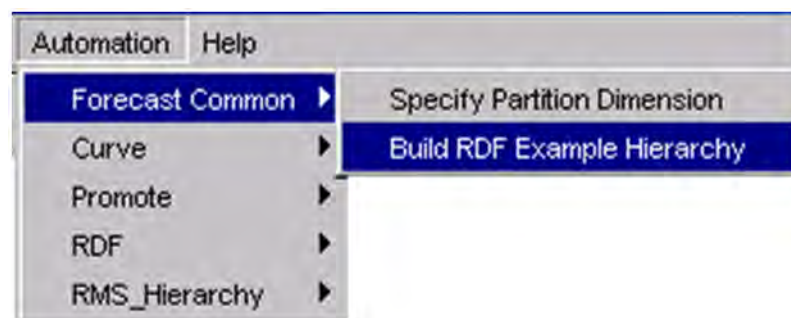 Automation Help
Forecast Common Specify Partition Dimension
Curve Build RDF Example Hierarchy
Promote
RDF
RMS_Hierarchy